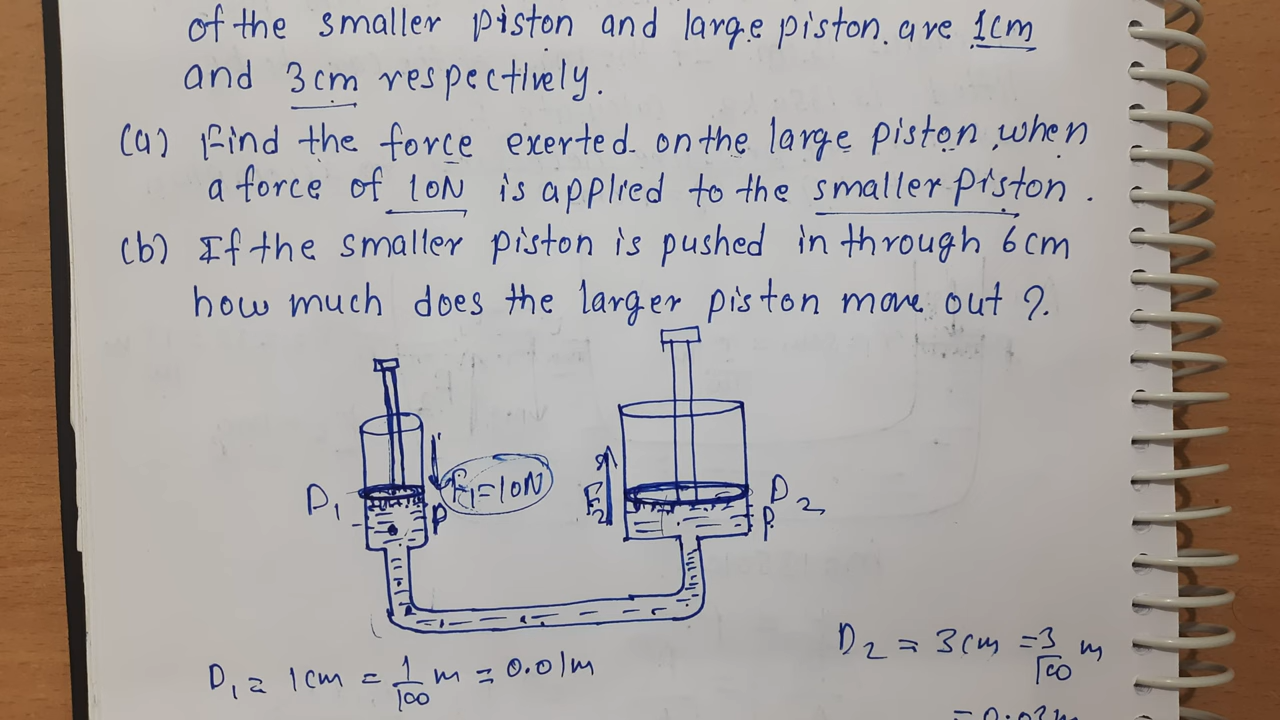 of the smaller piston and large piston. are 1cm
and 3cm respectively.
(a) Find the force exerted on the large piston, when
a force of 10N is applied to the smaller piston.
(b) If the smaller piston is pushed in through 6cm
how much does the larger piston move out ?.
D1 F1=10N P F2 D2 P
D1 = 1cm = 1/100 m = 0.01m
D2 = 3cm = 3/100 m
= 0.03m